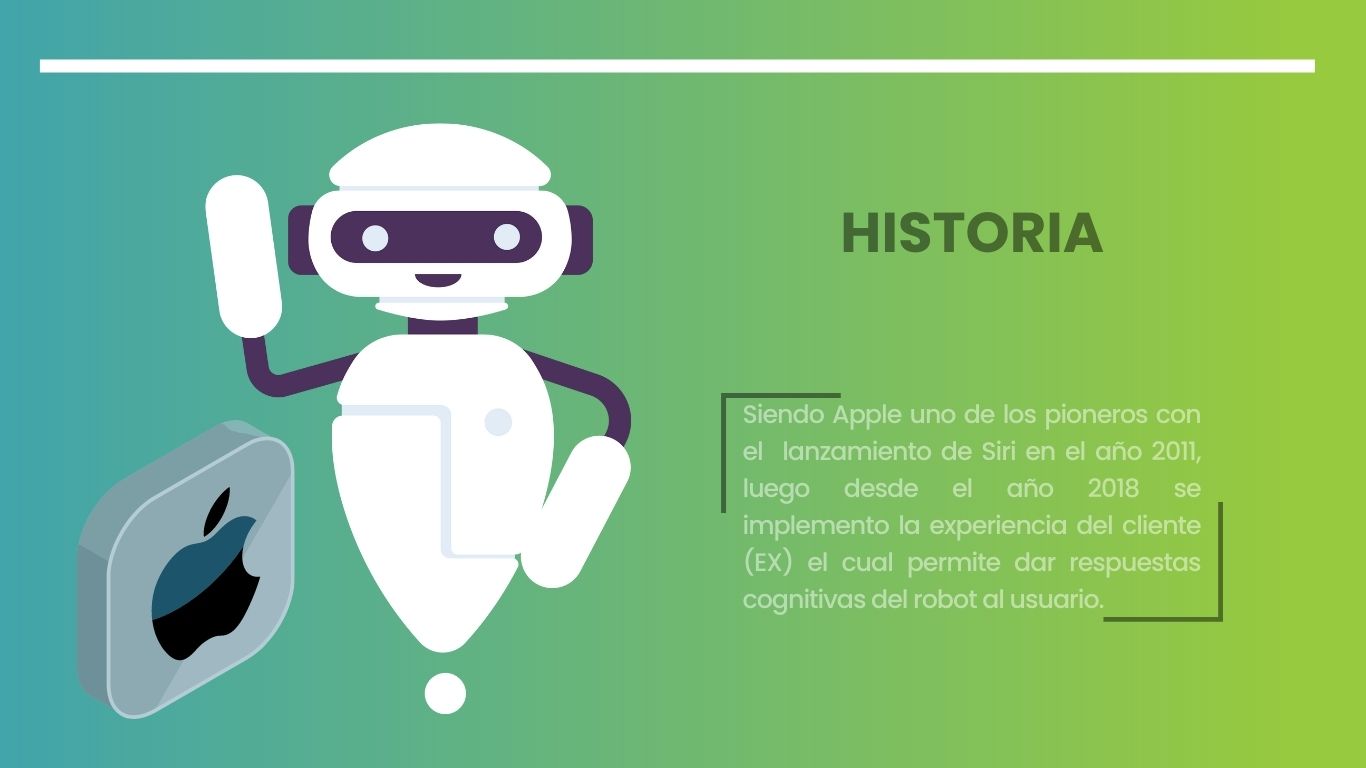 HISTORIA
Siendo Apple uno de los pioneros con
el lanzamiento de Siri en el año 2011,
luego desde el año 2018 se
implemento la experiencia del cliente
(EX) el cual permite dar respuestas
cognitivas del robot al usuario.